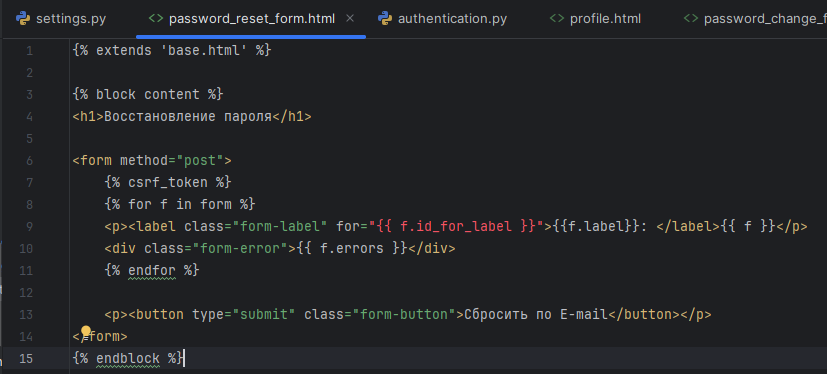 settings.py password_reset_form.html authentication.py profile.html password_change_f
1 {% extends 'base.html' %}
2
3 {% block content %}
4 <h1>Восстановление пароля</h1>
5
6 <form method="post">
7 {% csrf_token %}
8 {% for f in form %}
9 <p><label class="form-label" for="{{ f.id_for_label }}">{{f.label}}: </label>{{ f }}</p>
10 <div class="form-error">{{ f.errors }}</div>
11 {% endfor %}
12
13 <p><button type="submit" class="form-button">Сбросить по E-mail</button></p>
14 </form>
15 {% endblock %}